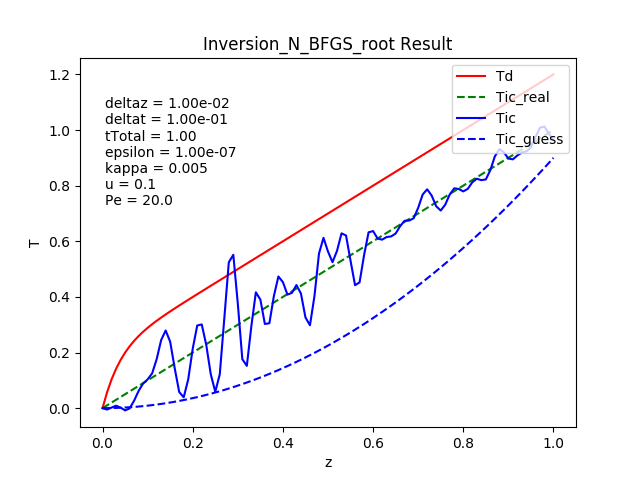 Inversion_N_BFGS_root Result
Td
Tic_real
Tic
Tic_guess
deltaz = 1.00e-02
deltat = 1.00e-01
tTotal = 1.00
epsilon = 1.00e-07
kappa = 0.005
u = 0.1
Pe = 20.0
T
1.2
1.0
0.8
0.6
0.4
0.2
0.0
0.0 0.2 0.4 0.6 0.8 1.0
z